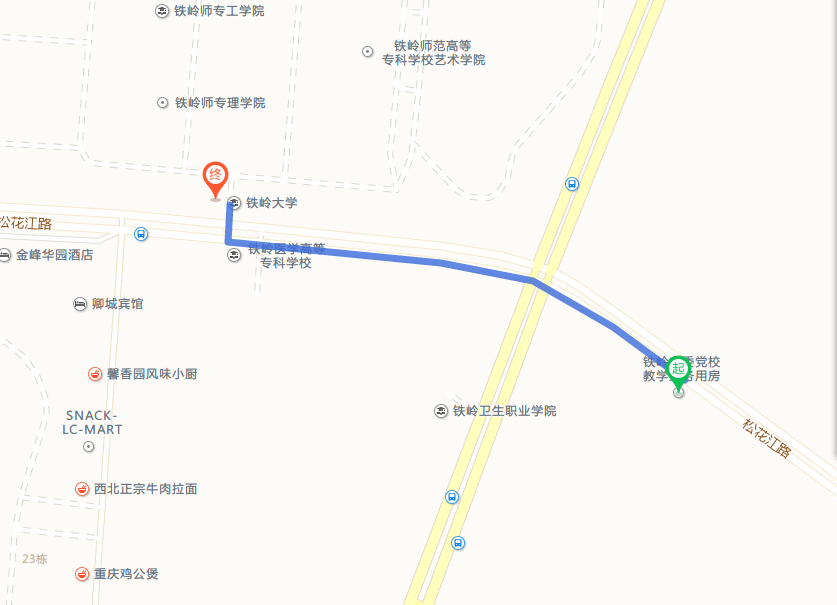 铁岭师专工学院
铁岭师范高等
专科学校艺术学院
铁岭师专理学院
终
铁岭大学
松花江路
金峰华园酒店
铁岭医学高等
专科学校
卿城宾馆
铁岭
党校
起
教学
用房
馨香园风味小厨
SNACK-
LC-MART
铁岭卫生职业学院
松花江路
西北正宗牛肉拉面
23栋
重庆鸡公煲